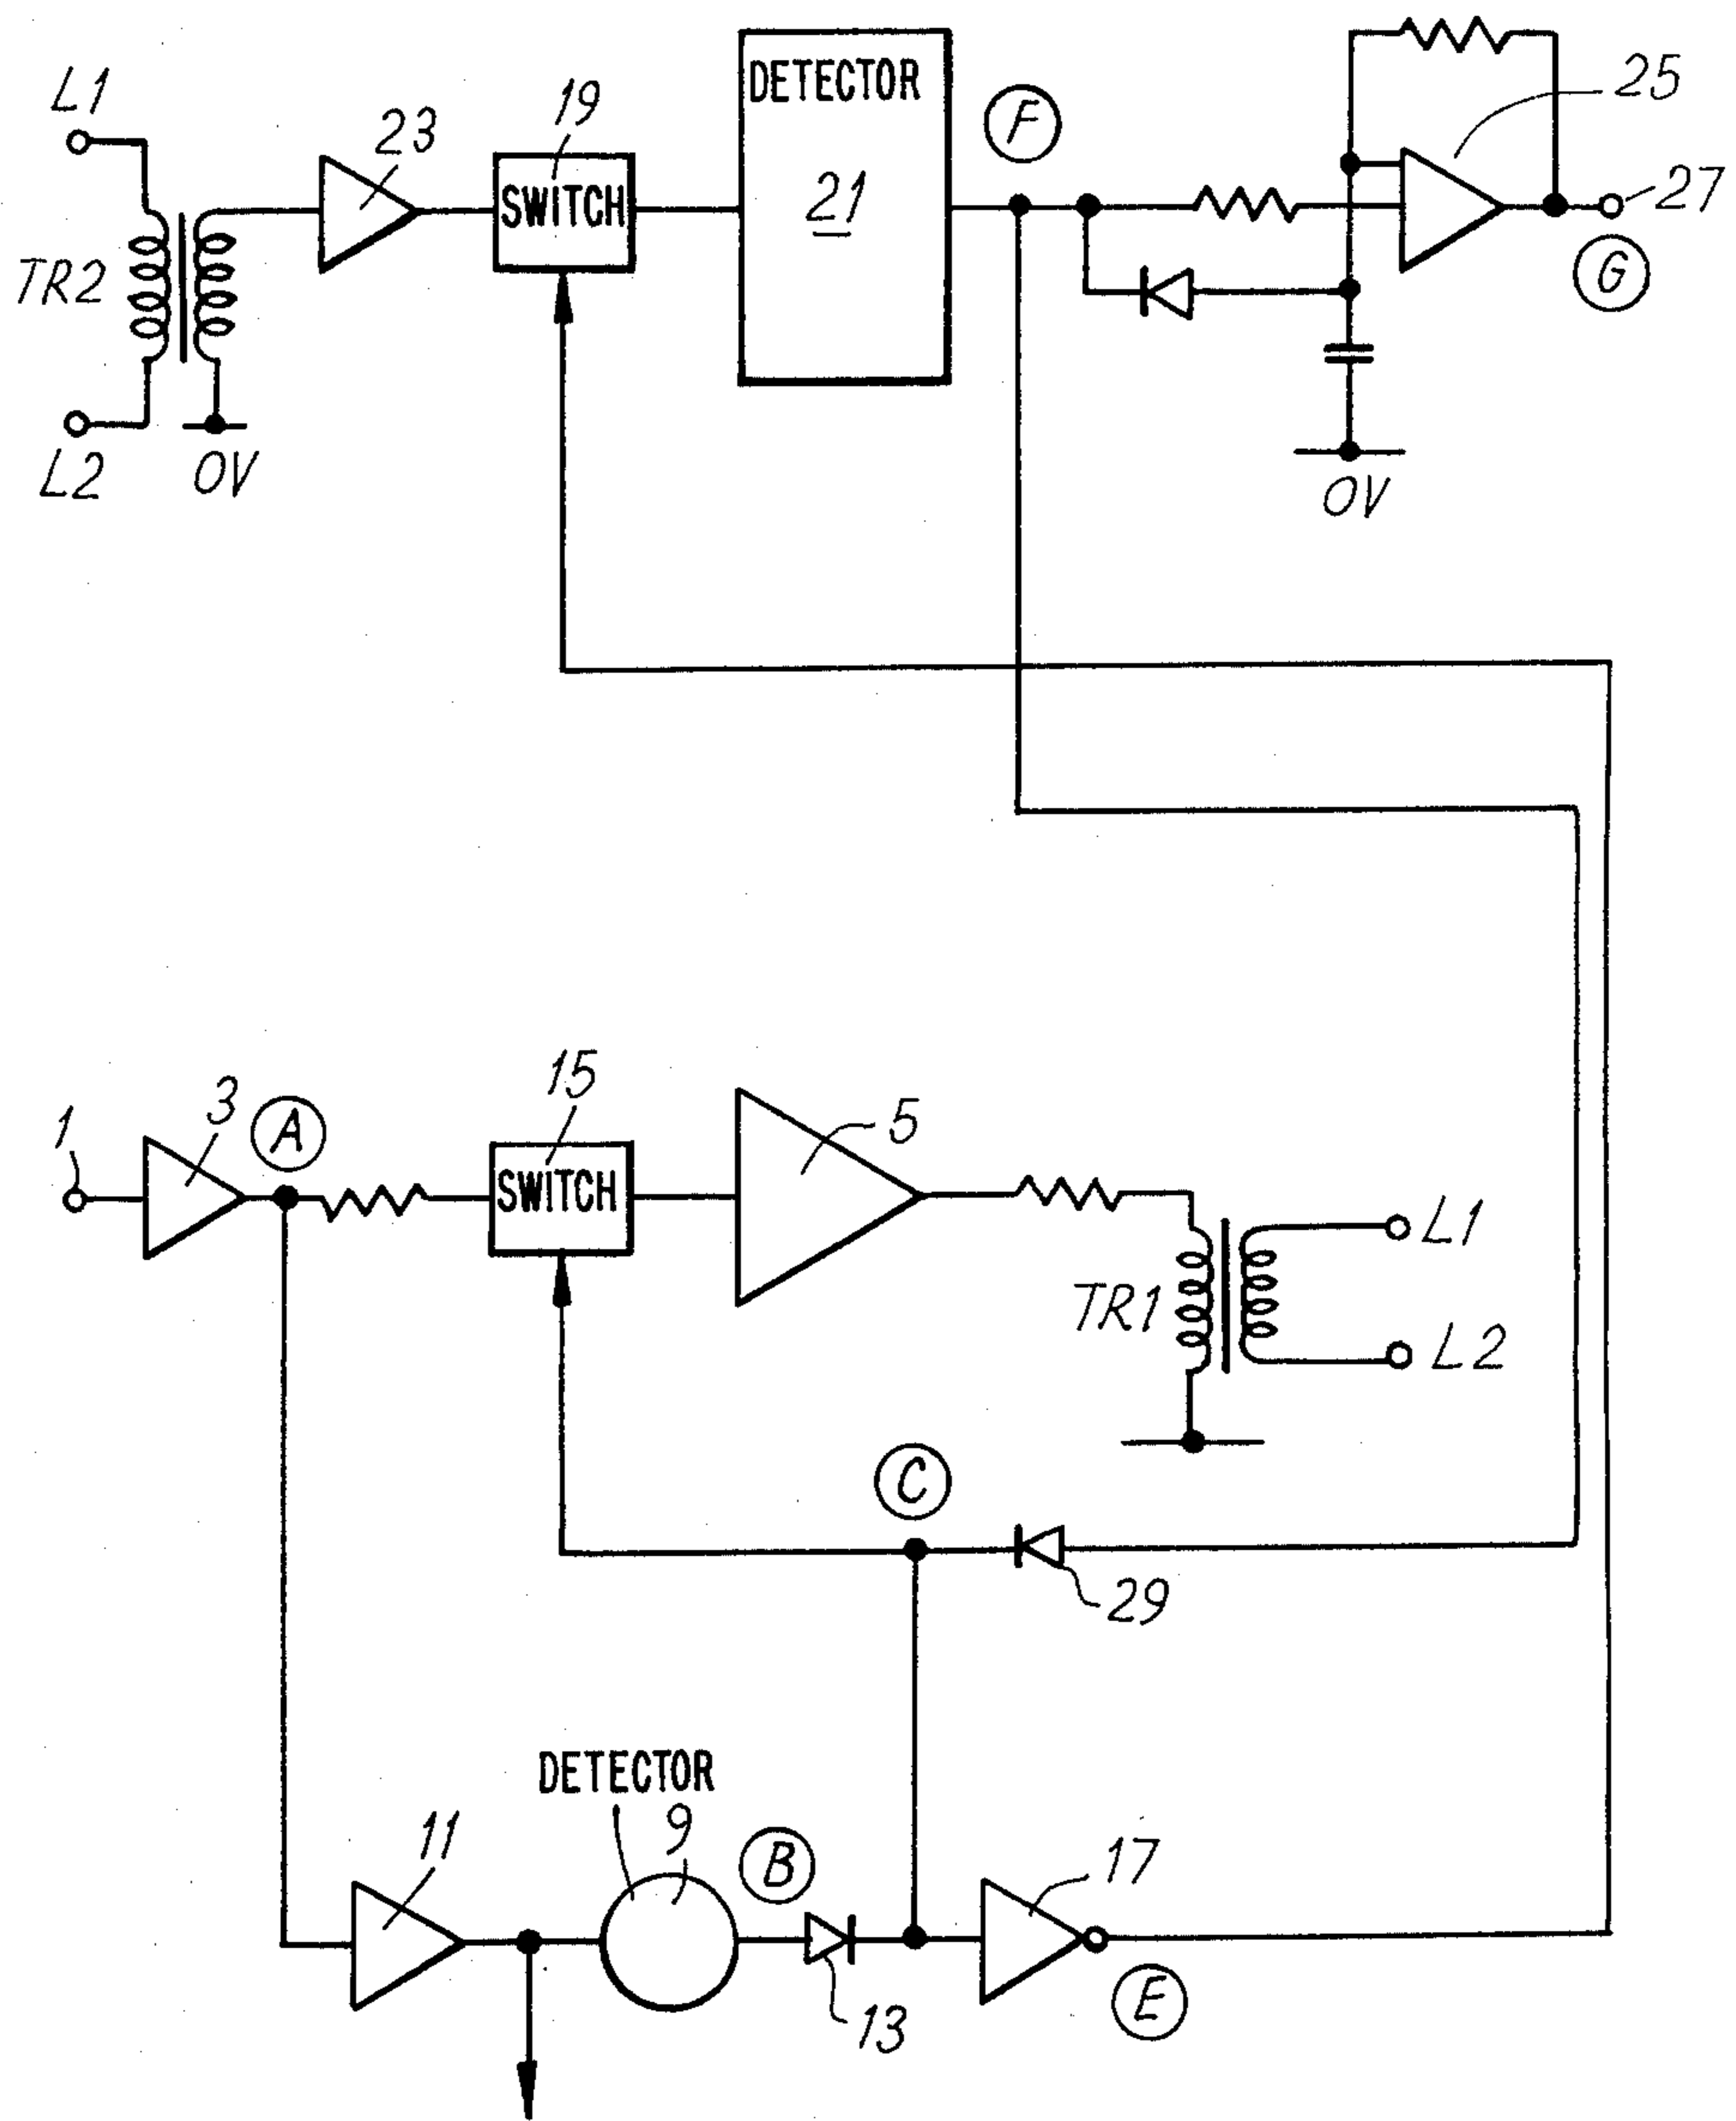 L1
23
19
SWITCH
DETECTOR
21
F
25
27
G
TR2
L2
0V
0V
1
3
A
15
SWITCH
5
L1
TR1
L2
C
29
DETECTOR
11
9
B
13
17
E